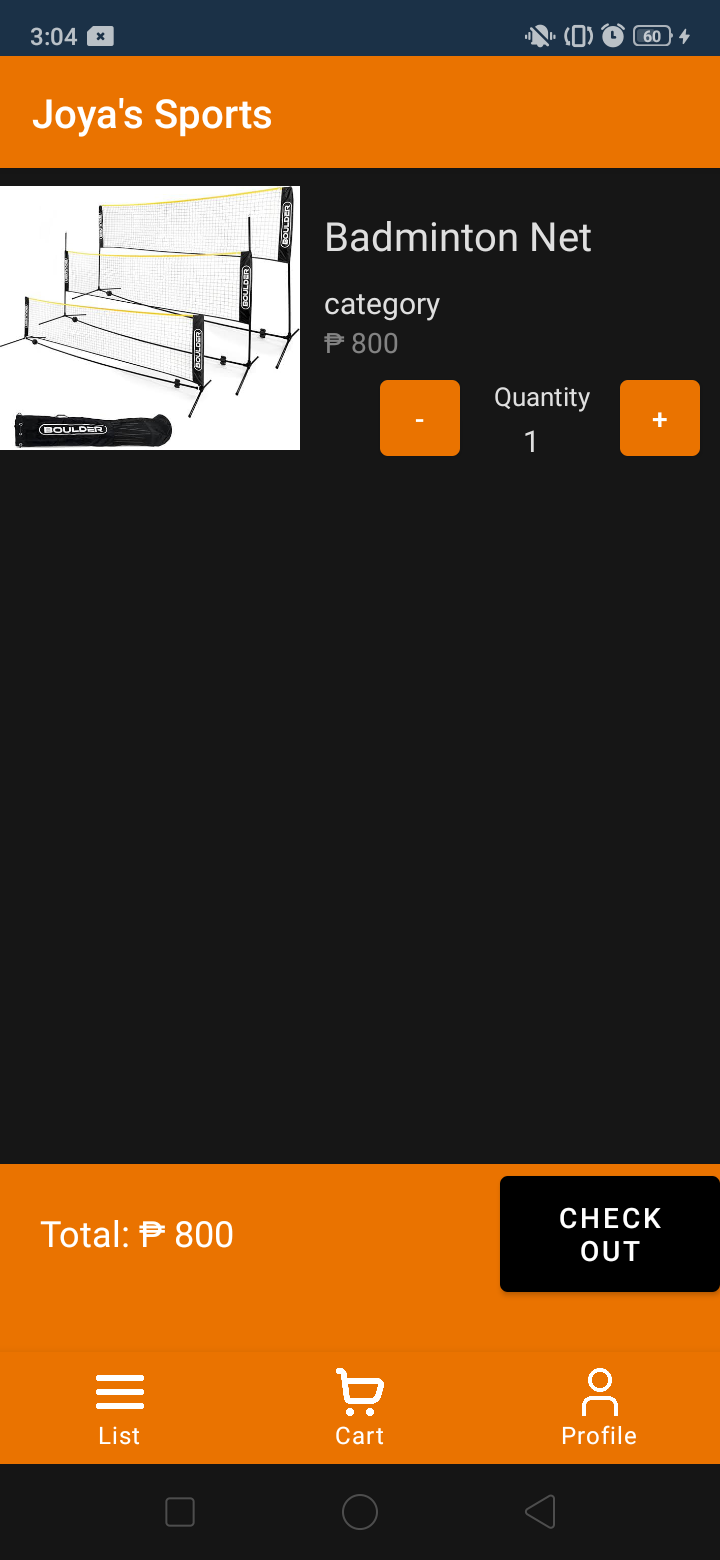 3:04
60
Joya's Sports
BOULDER
BOULDER
BOULDER
BOULDER
Badminton Net
category
₱ 800
-
Quantity
1
+
Total: ₱ 800
CHECK
OUT
List
Cart
Profile